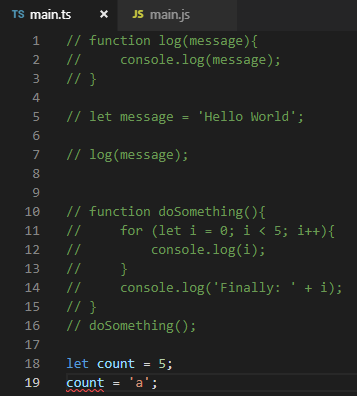 TS main.ts × JS main.js
1 // function log(message){
2 //     console.log(message);
3 // }
4
5 // let message = 'Hello World';
6
7 // log(message);
8
9
10 // function doSomething(){
11 //     for (let i = 0; i < 5; i++){
12 //         console.log(i);
13 //     }
14 //     console.log('Finally: ' + i);
15 // }
16 // doSomething();
17
18 let count = 5;
19 count = 'a';